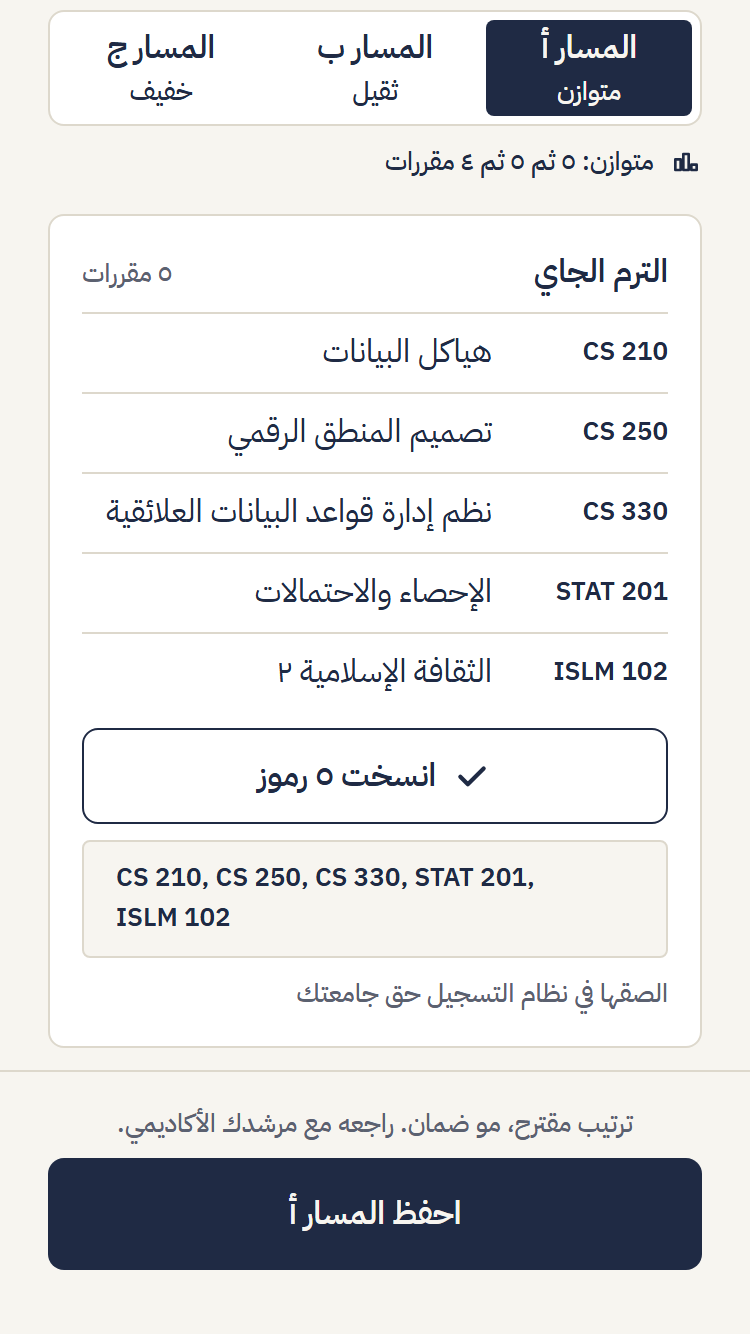 المسار أ
متوازن
المسار ب
ثقيل
المسار ج
خفيف
متوازن: ٥ ثم ٥ ثم ٤ مقررات
الترم الجاي
٥ مقررات
CS 210 هياكل البيانات
CS 250 تصميم المنطق الرقمي
CS 330 نظم إدارة قواعد البيانات العلائقية
STAT 201 الإحصاء والاحتمالات
ISLM 102 الثقافة الإسلامية ٢
انسخت ٥ رموز
CS 210, CS 250, CS 330, STAT 201,
ISLM 102
الصقها في نظام التسجيل حق جامعتك
ترتيب مقترح، مو ضمان. راجعه مع مرشدك الأكاديمي.
احفظ المسار أ